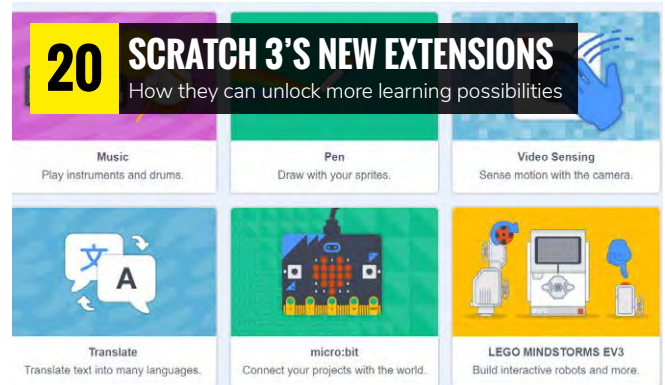 20
SCRATCH 3'S NEW EXTENSIONS
How they can unlock more learning possibilities
Music
Play instruments and drums.
Pen
Draw with your sprites.
Video Sensing
Sense motion with the camera.
文
A
Translate
Translate text into many languages.
micro:bit
Connect your projects with the world.
LEGO MINDSTORMS EV3
Build interactive robots and more.